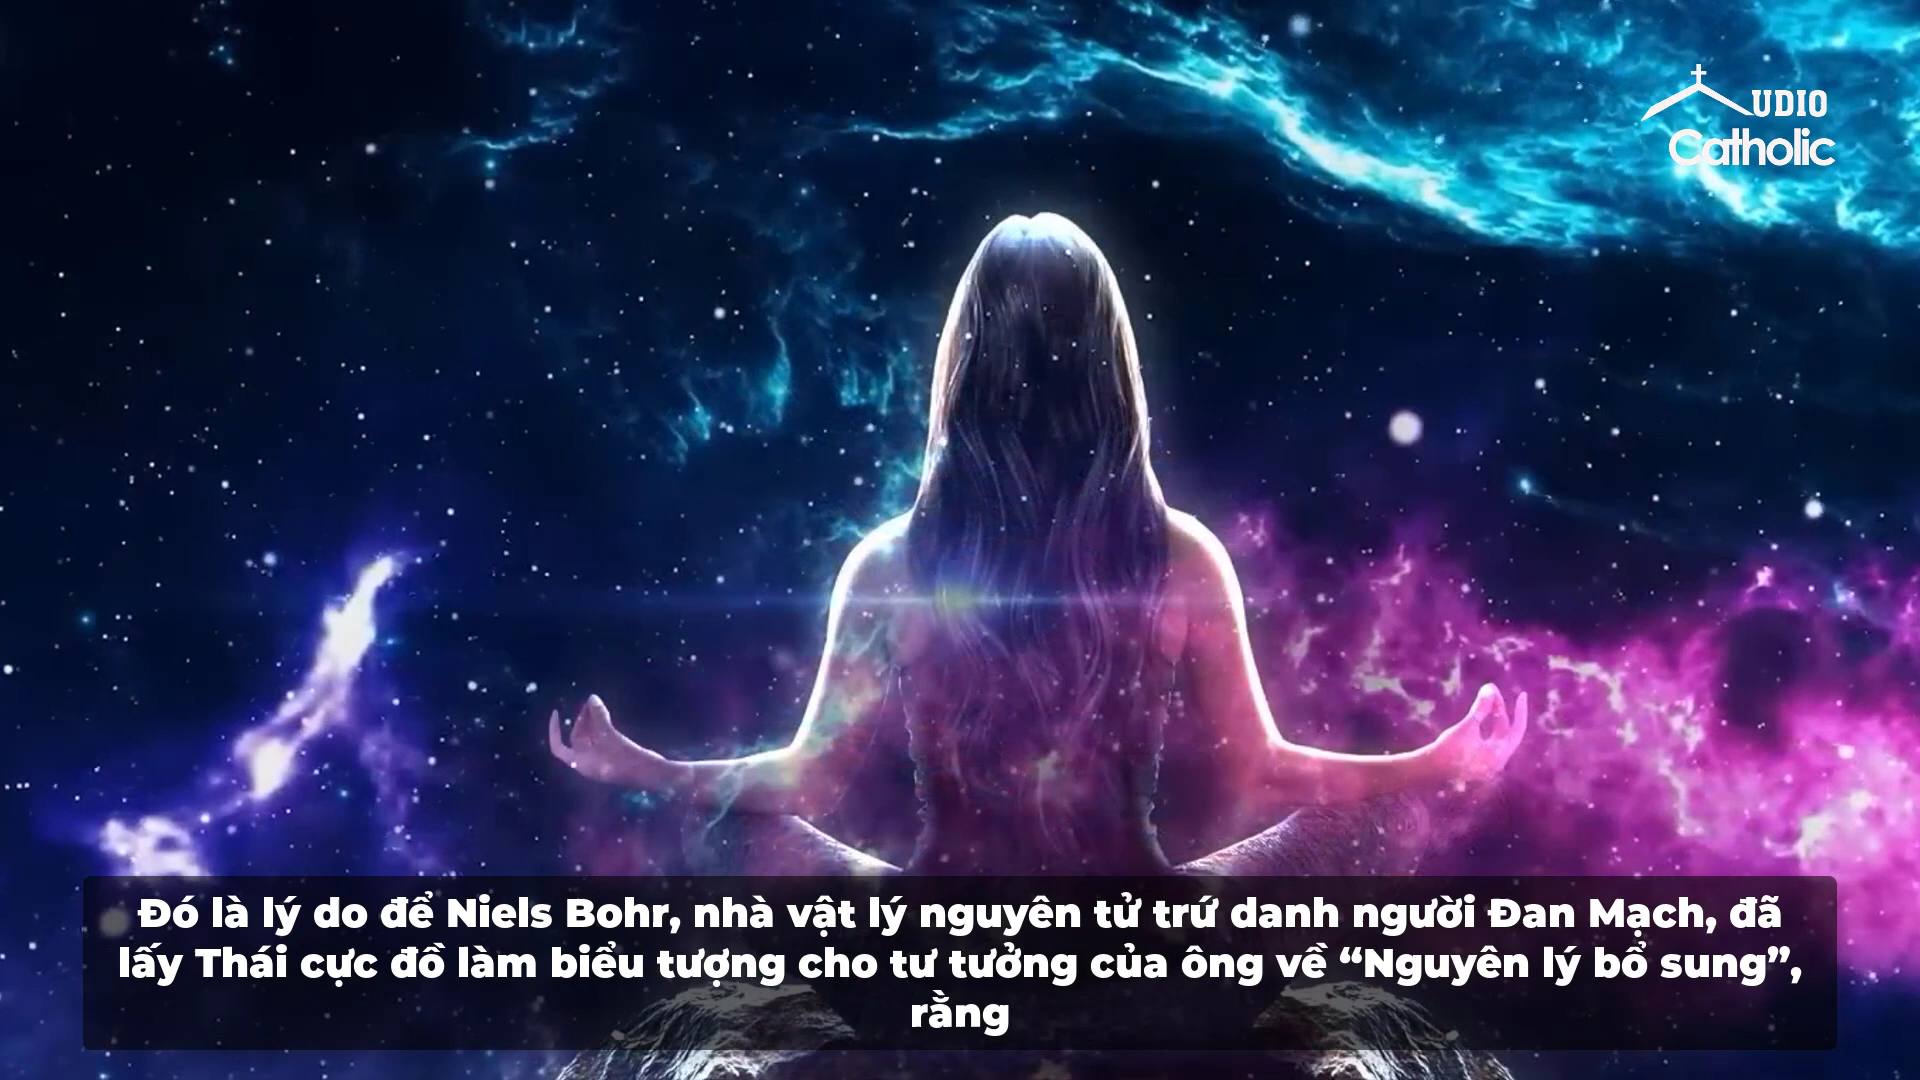 UDIO
Catholic
Đó là lý do để Niels Bohr, nhà vật lý nguyên tử trứ danh người Đan Mạch, đã
lấy Thái cực đồ làm biểu tượng cho tư tưởng của ông về “Nguyên lý bổ sung”,
rằng